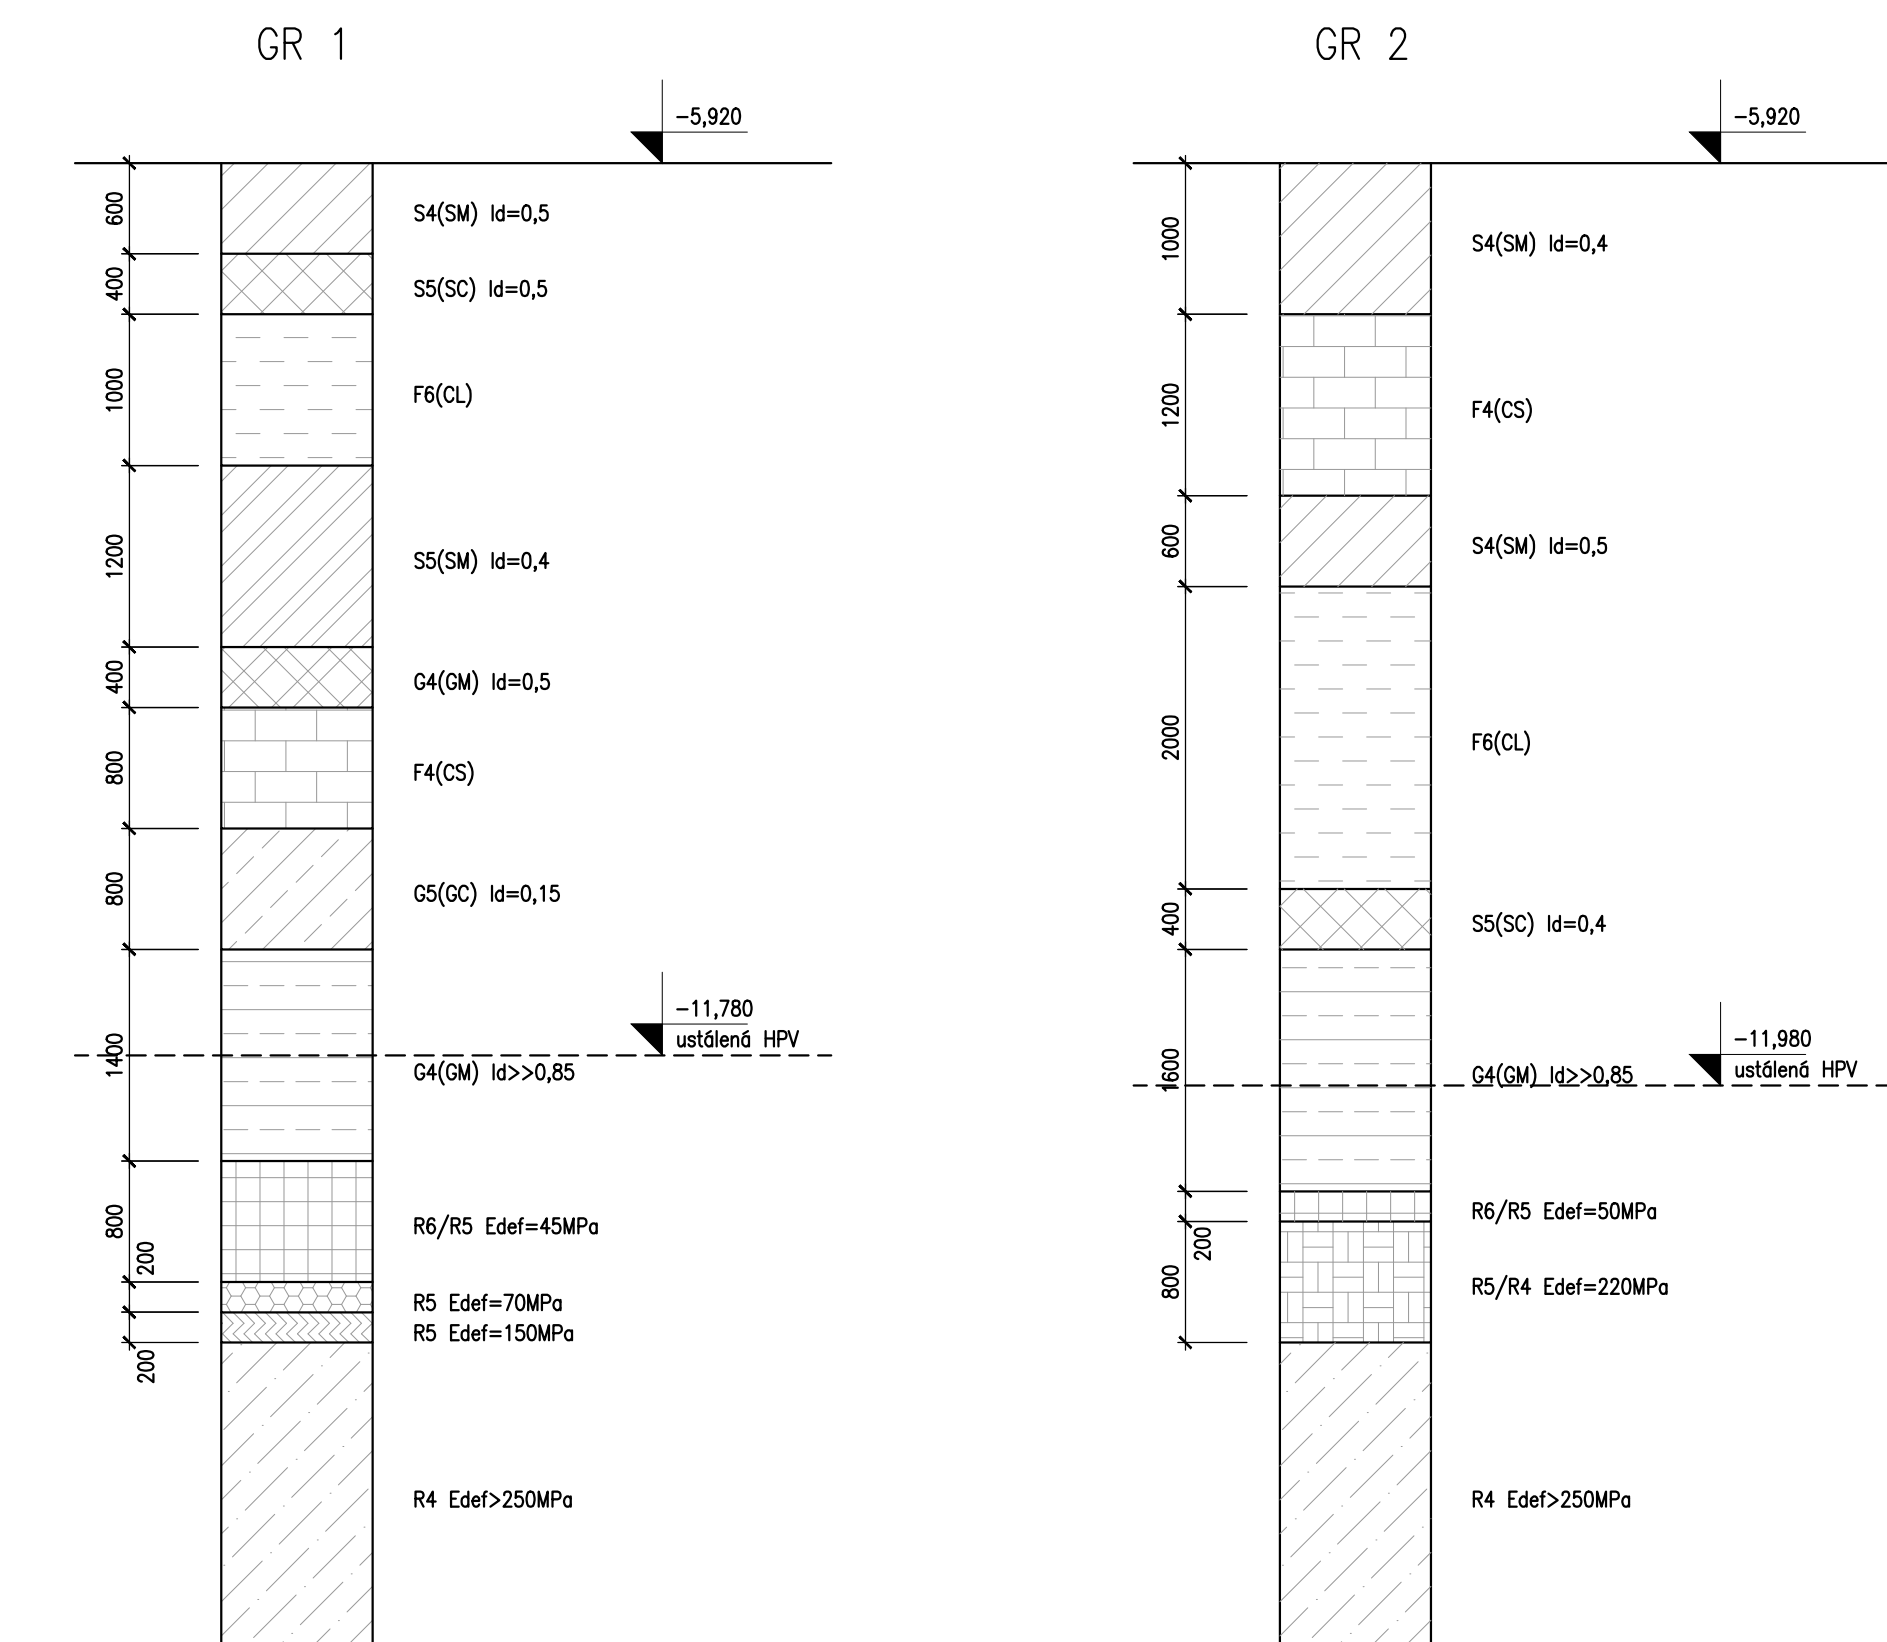 GR 1
-5,920
600
S4(SM) Id=0,5
400
S5(SC) Id=0,5
1000
F6(CL)
1200
S5(SM) Id=0,4
400
G4(GM) Id=0,5
800
F4(CS)
800
G5(GC) Id=0,15
-11,780
ustálená HPV
1400
G4(GM) Id>>0,85
800
R6/R5 Edef=45MPa
200
R5 Edef=70MPa
R5 Edef=150MPa
200
R4 Edef>250MPa
GR 2
-5,920
1000
S4(SM) Id=0,4
1200
F4(CS)
600
S4(SM) Id=0,5
2000
F6(CL)
400
S5(SC) Id=0,4
-11,980
ustálená HPV
1600
G4(GM) Id>>0,85
R6/R5 Edef=50MPa
200
800
R5/R4 Edef=220MPa
R4 Edef>250MPa